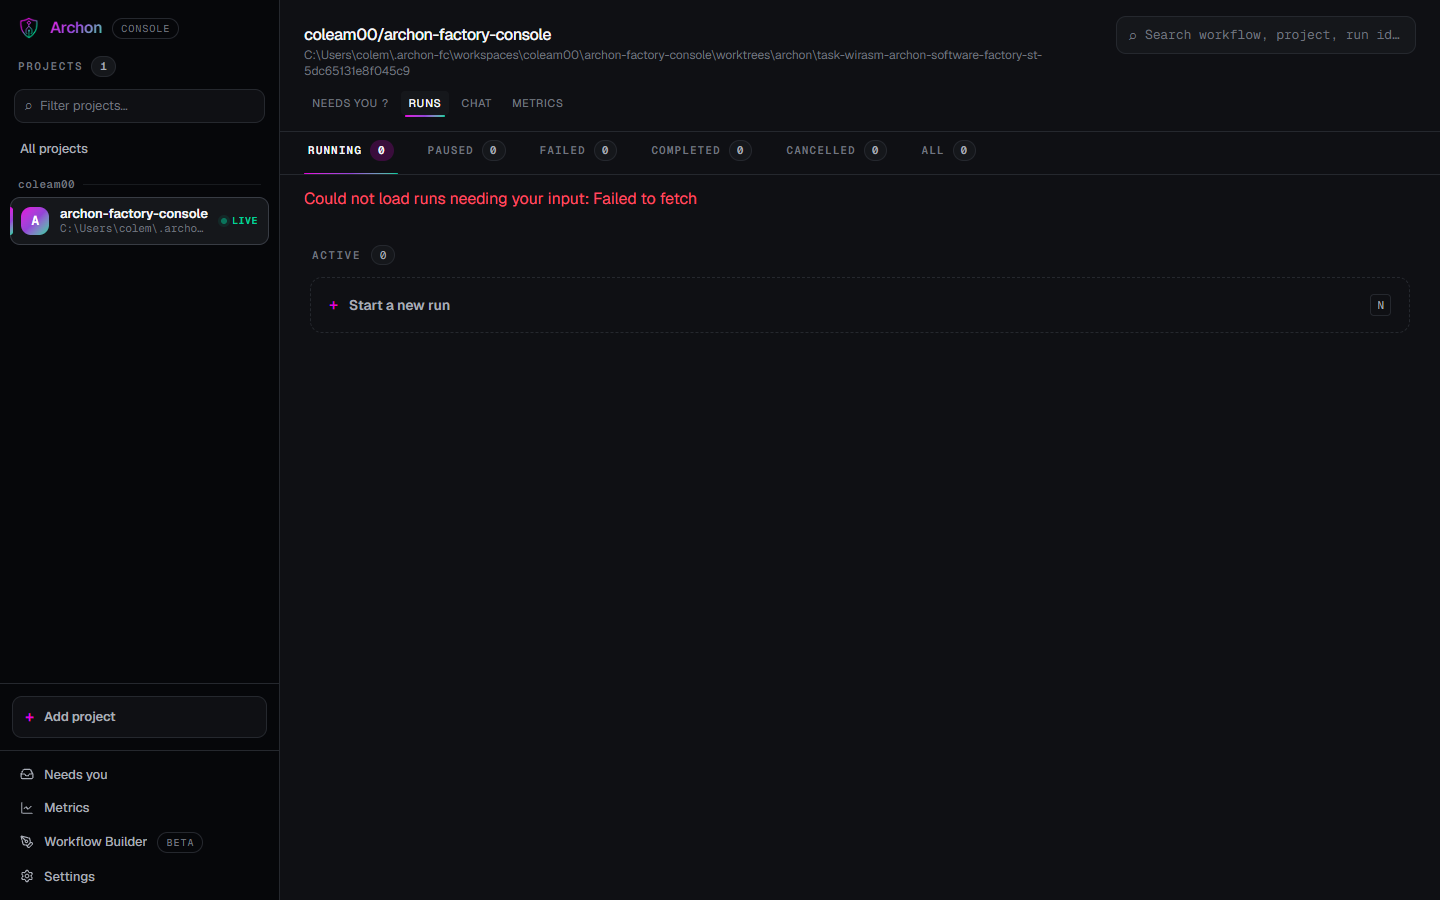 Archon CONSOLE
PROJECTS 1
Filter projects...
All projects
coleam00
A
archon-factory-console
C:\Users\colem\.archo…
LIVE
Add project
Needs you
Metrics
Workflow Builder BETA
Settings
coleam00/archon-factory-console
C:\Users\colem\.archon-fc\workspaces\coleam00\archon-factory-console\worktrees\archon\task-wirasm-archon-software-factory-st-
5dc65131e8f045c9
Search workflow, project, run id…
NEEDS YOU ? RUNS CHAT METRICS
RUNNING 0 PAUSED 0 FAILED 0 COMPLETED 0 CANCELLED 0 ALL 0
Could not load runs needing your input: Failed to fetch
ACTIVE 0
+ Start a new run N